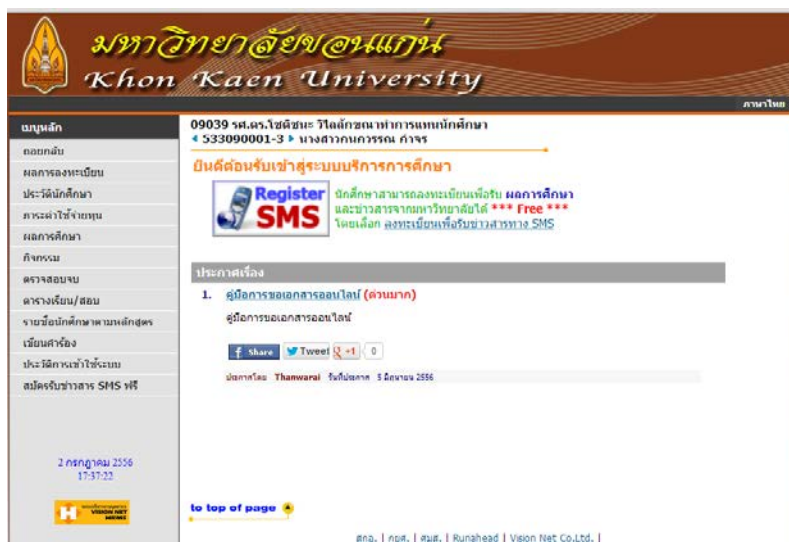 มหาวิทยาลัยขอนแก่น
Khon Kaen University
ภาษาไทย
เมนูหลัก
ถอยกลับ
ผลการลงทะเบียน
ประวัตินักศึกษา
ภาระค่าใช้จ่ายทุน
ผลการศึกษา
กิจกรรม
ตรวจสอบจบ
ตารางเรียน/สอบ
รายชื่อนักศึกษาตามหลักสูตร
เขียนคำร้อง
ประวัติการเข้าใช้ระบบ
สมัครรับข่าวสาร SMS ฟรี
2 กรกฎาคม 2556
17:37:22
VISION NET
09039 รศ.ดร.โชติชนะ วิไลลักขณาทำการแทนนักศึกษา
533090001-3 นางสาวกนกวรรณ
ยินดีต้อนรับเข้าสู่ระบบบริการการศึกษา
Register
SMS
นักศึกษาสามารถลงทะเบียนเพื่อรับ ผลการศึกษา
และข่าวสารจากมหาวิทยาลัยได้ *** Free ***
โดยเลือก ลงทะเบียนเพื่อรับข่าวสารทาง SMS
ประกาศเรื่อง
1. คู่มือการขอเอกสารออนไลน์ (ด่วนมาก)
คู่มือการขอเอกสารออนไลน์
f Share Tweet +1 0
ประกาศโดย Thanwarai วันที่ประกาศ 5 มิถุนายน 2556
to top of page
สกอ. | กยศ. | สมศ. | Runahead | Vision Net Co.Ltd. |